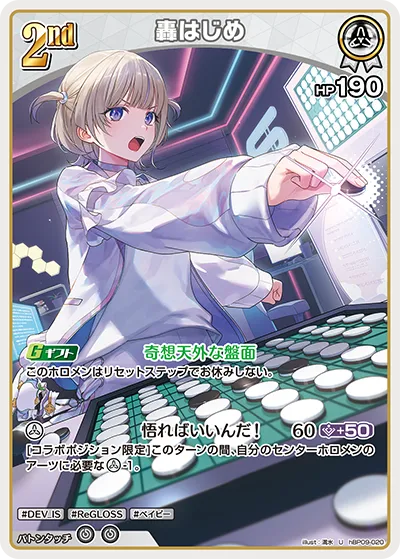 2nd
轟はじめ
HP190
Gギフト
奇想天外な盤面
このホロメンはリセットステップでお休みしない。
悟ればいいんだ！ 60 +50
[コラボポジション限定]このターンの間、自分のセンターホロメンの
アーツに必要な-1。
#DEV_IS #ReGLOSS #ベイビー
バトンタッチ
illust:滝水 U hBP09-020